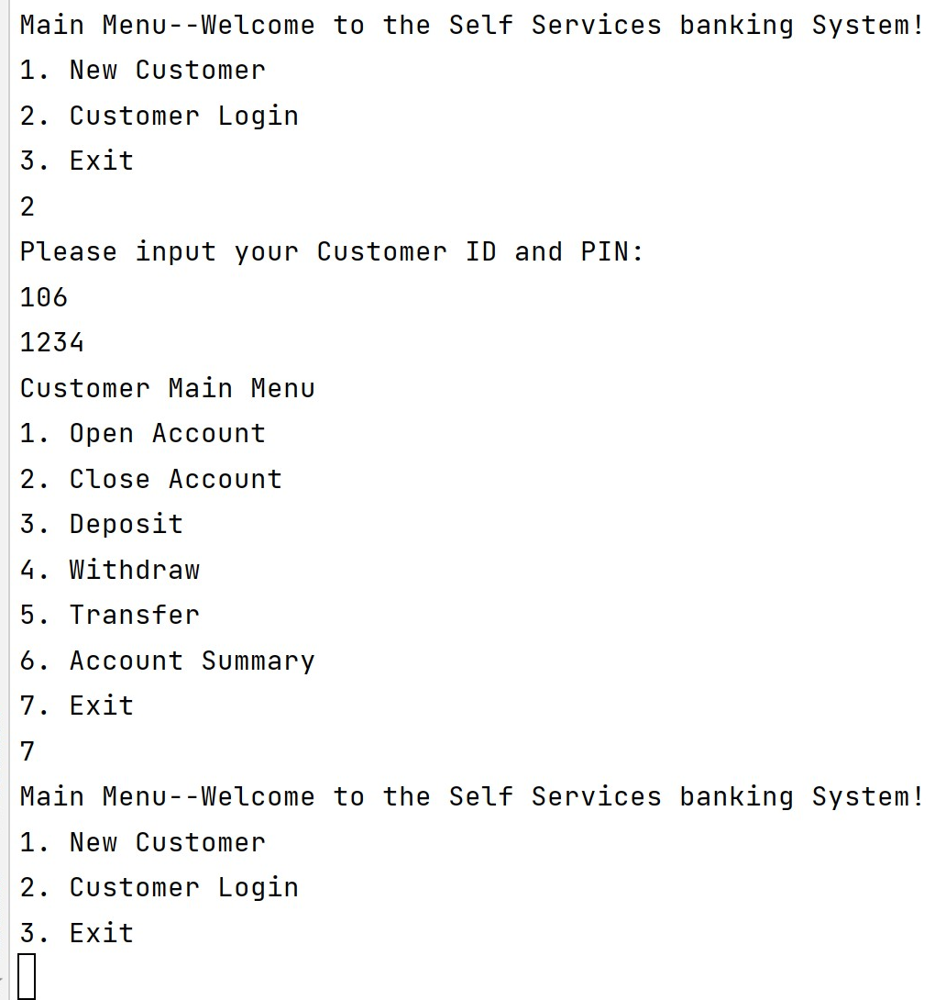 Main Menu--Welcome to the Self Services banking System!
1. New Customer
2. Customer Login
3. Exit
2
Please input your Customer ID and PIN:
106
1234
Customer Main Menu
1. Open Account
2. Close Account
3. Deposit
4. Withdraw
5. Transfer
6. Account Summary
7. Exit
7
Main Menu--Welcome to the Self Services banking System!
1. New Customer
2. Customer Login
3. Exit